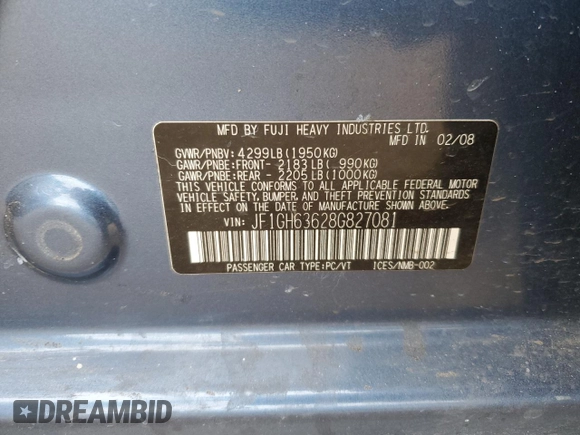 MFD BY FUJI HEAVY INDUSTRIES LTD.
MFD IN 02/08
GVWR/PNBV: 4299LB(1950KG)
GAWR/PNBE:FRONT- 2183LB( 990KG)
GAWR/PNBE:REAR - 2205LB(1000KG)
THIS VEHICLE CONFORMS TO ALL APPLICABLE FEDERAL MOTOR
VEHICLE SAFETY, BUMPER, AND THEFT PREVENTION STANDARDS
IN EFFECT ON THE DATE OF MANUFACTURE SHOWN ABOVE.
VIN: JF1GH63628G827081
PASSENGER CAR TYPE:PC/VT ICES/NMB-002
DREAMBID